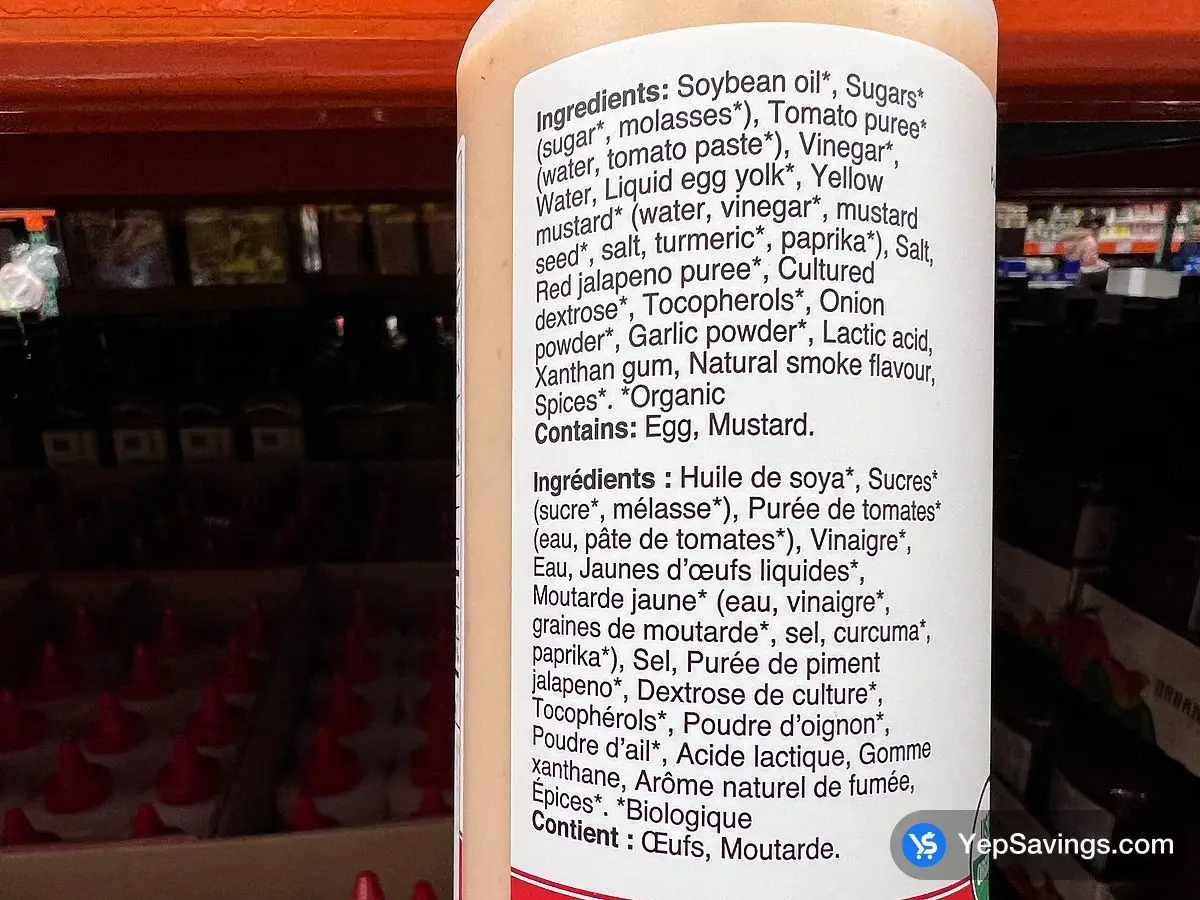 Ingredients: Soybean oil*, Sugars*
(sugar*, molasses*), Tomato puree*
(water, tomato paste*), Vinegar*,
Water, Liquid egg yolk*, Yellow
mustard* (water, vinegar*, mustard
seed*, salt, turmeric*, paprika*), Salt,
Red jalapeno puree*, Cultured
dextrose*, Tocopherols*, Onion
powder*, Garlic powder*, Lactic acid,
Xanthan gum, Natural smoke flavour,
Spices*. *Organic
Contains: Egg, Mustard.
Ingrédients : Huile de soya*, Sucres*
(sucre*, mélasse*), Purée de tomates*
(eau, pâte de tomates*), Vinaigre*,
Eau, Jaunes d’œufs liquides*,
Moutarde jaune* (eau, vinaigre*,
graines de moutarde*, sel, curcuma*,
paprika*), Sel, Purée de piment
jalapeno*, Dextrose de culture*,
Tocophérols*, Poudre d’oignon*,
Poudre d’ail*, Acide lactique, Gomme
xanthane, Arôme naturel de fumée,
Épices*. *Biologique
Contient : Œufs, Moutarde.
YepSavings.com